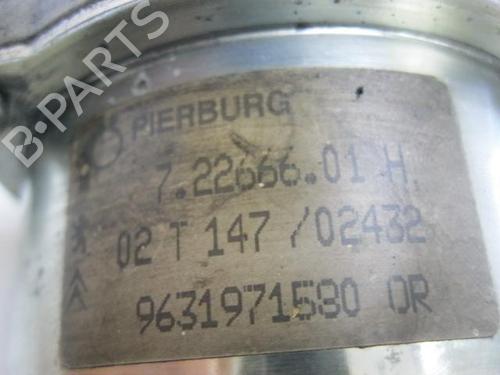 B-PARTS
PIERBURG
7.22666.01 H
02 T 147 /02432
9631971580 OR